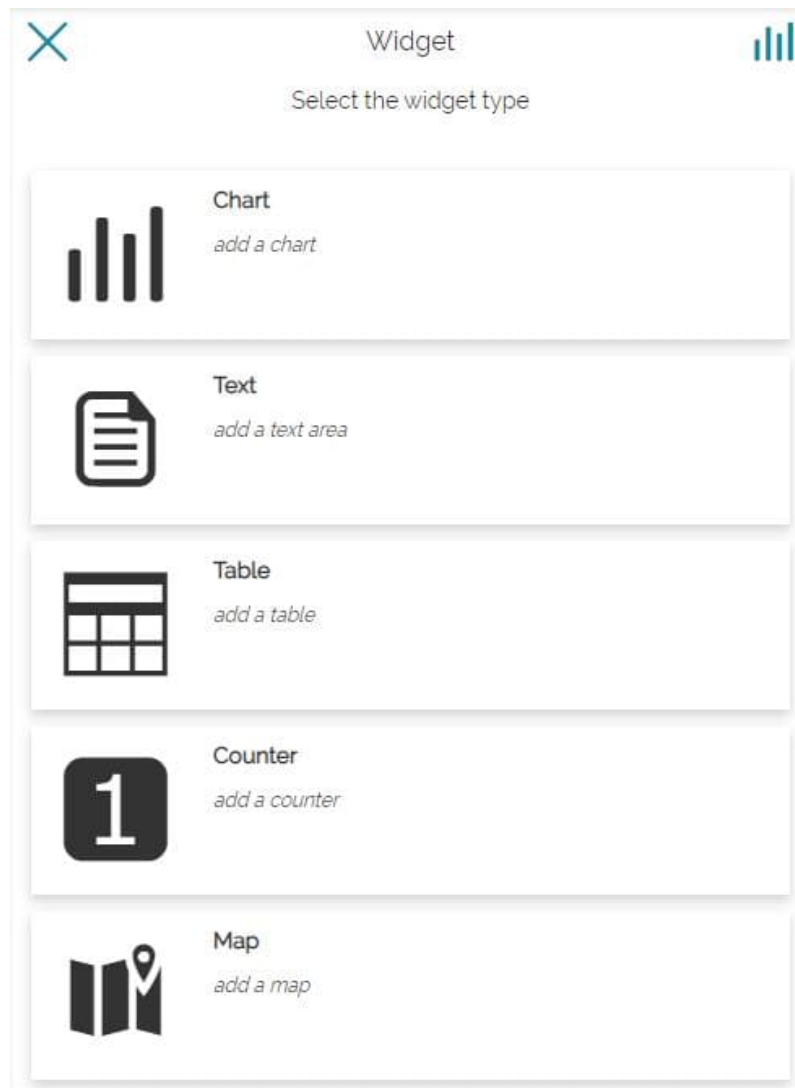 Widget
Select the widget type
Chart
add a chart
Text
add a text area
Table
add a table
1
Counter
add a counter
Map
add a map